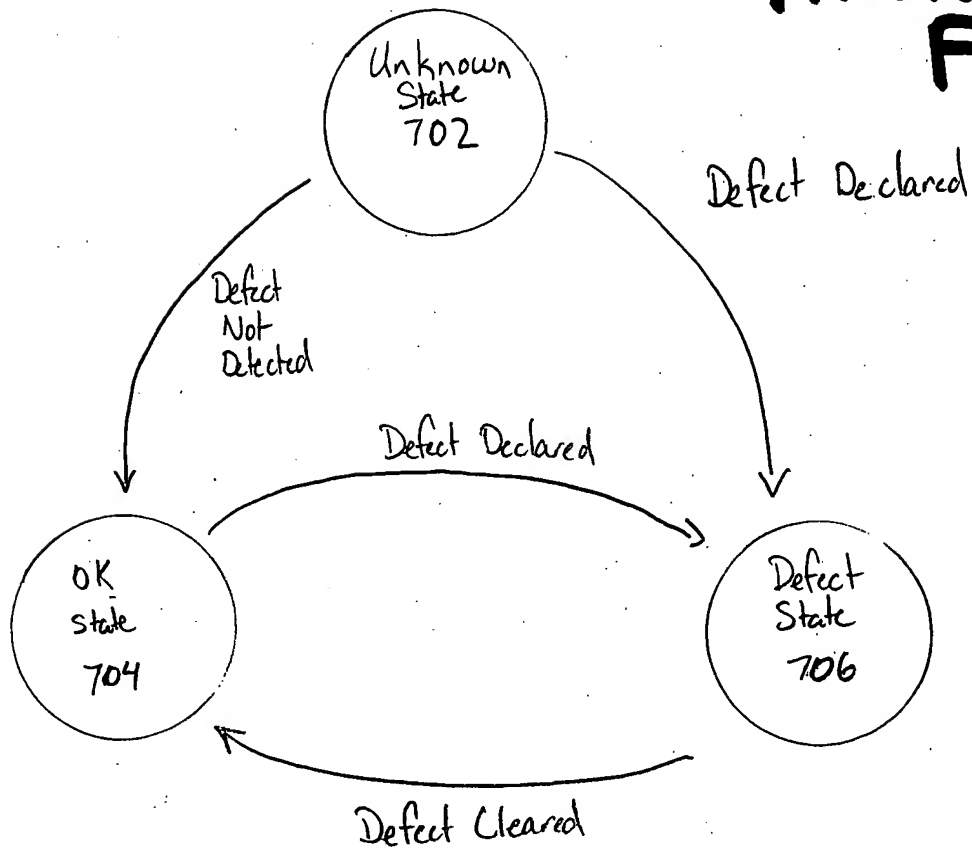 F
Unknown
State
702
Defect Declared
Defect
Not
Detected
Defect Declared
OK
State
704
Defect
State
706
Defect Cleared